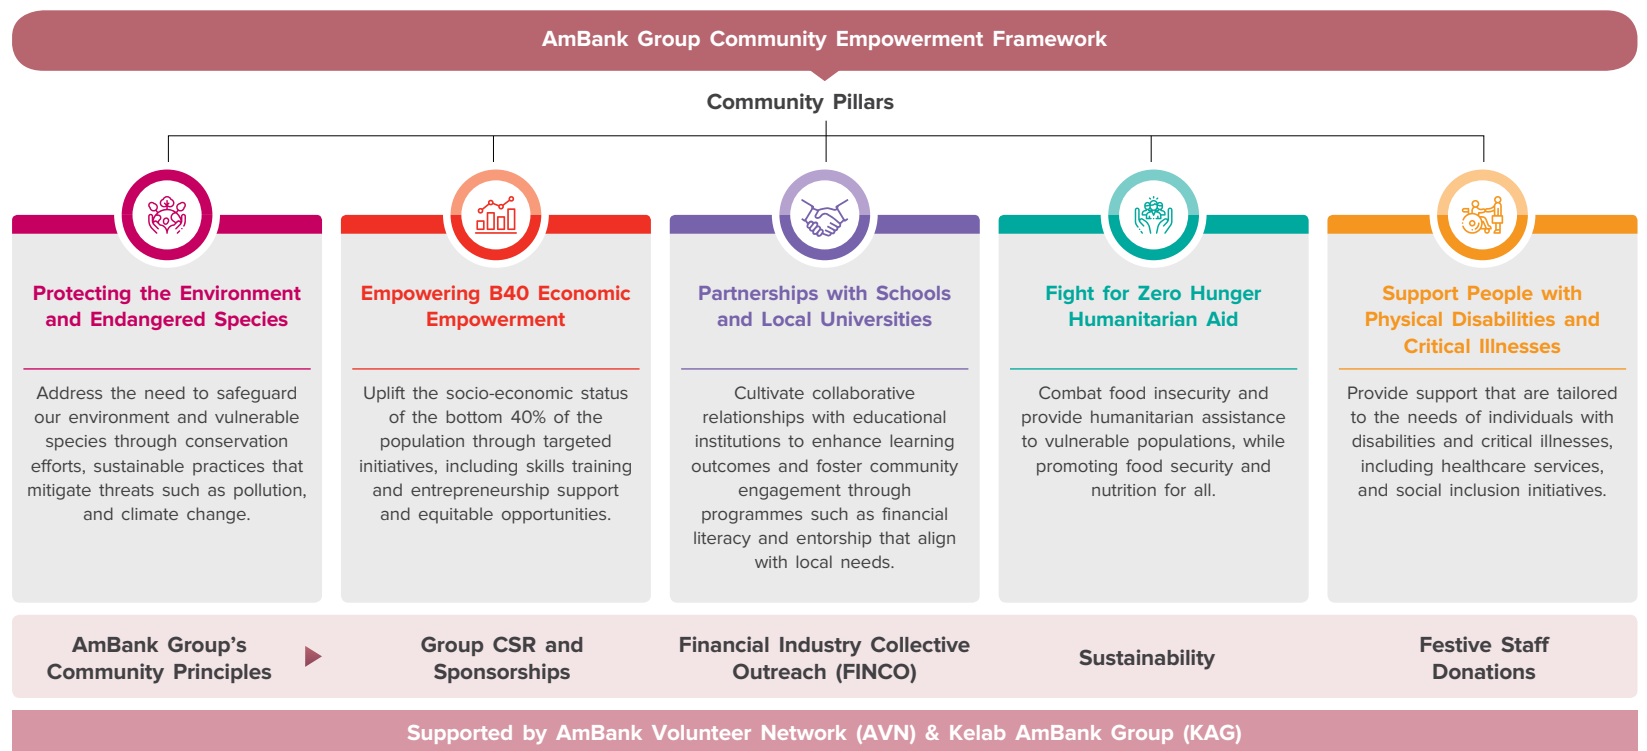 AmBank Group Community Empowerment Framework
Community Pillars
Protecting the Environment
and Endangered Species
Address the need to safeguard
our environment and vulnerable
species through conservation
efforts, sustainable practices that
mitigate threats such as pollution,
and climate change.
Empowering B40 Economic
Empowerment
Uplift the socio-economic status
of the bottom 40% of the
population through targeted
initiatives, including skills training
and entrepreneurship support
and equitable opportunities.
Partnerships with Schools
and Local Universities
Cultivate collaborative
relationships with educational
institutions to enhance learning
outcomes and foster community
engagement through
programmes such as financial
literacy and entorship that align
with local needs.
Fight for Zero Hunger
Humanitarian Aid
Combat food insecurity and
provide humanitarian assistance
to vulnerable populations, while
promoting food security and
nutrition for all.
Support People with
Physical Disabilities and
Critical Illnesses
Provide support that are tailored
to the needs of individuals with
disabilities and critical illnesses,
including healthcare services,
and social inclusion initiatives.
AmBank Group’s
Community Principles
Group CSR and
Sponsorships
Financial Industry Collective
Outreach (FINCO)
Sustainability
Festive Staff
Donations
Supported by AmBank Volunteer Network (AVN) & Kelab AmBank Group (KAG)